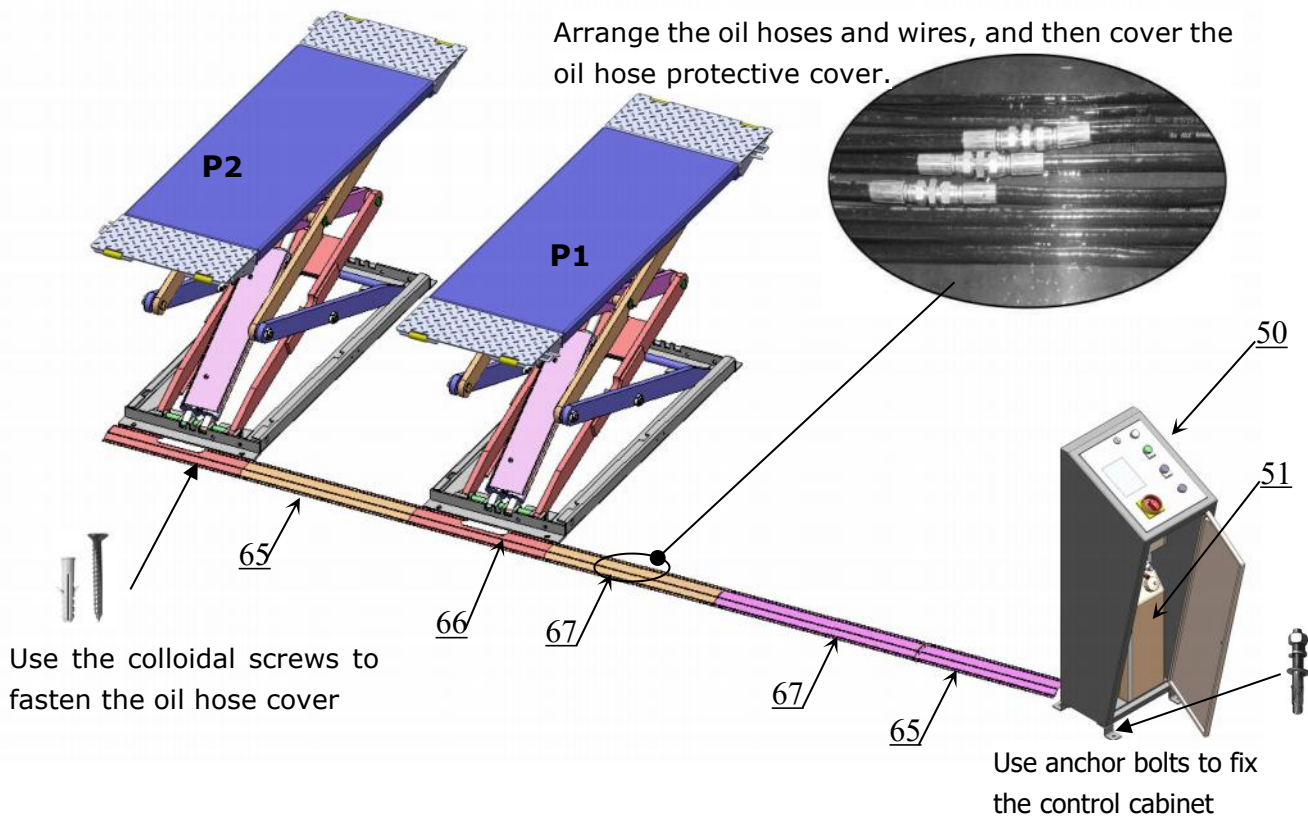 Arrange the oil hoses and wires, and then cover the
oil hose protective cover.
P2
P1
50
51
65
66
67
67
65
Use the colloidal screws to
fasten the oil hose cover
Use anchor bolts to fix
the control cabinet